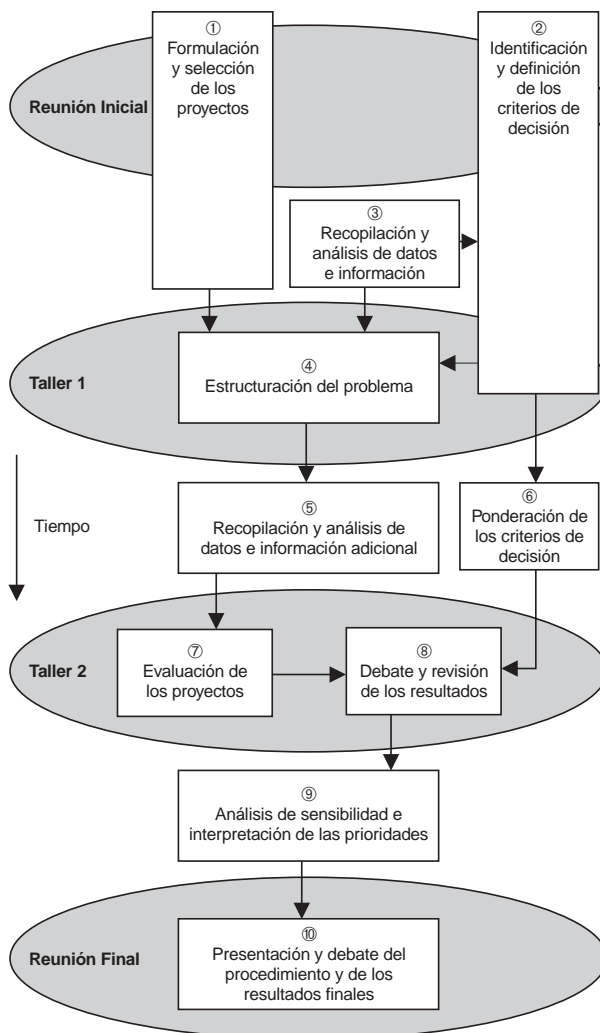 ①
Formulación
y selección
de los
proyectos
②
Identificación
y definición
de los
criterios de
decisión
Reunión Inicial
③
Recopilación y
análisis de datos
e información
④
Estructuración del problema
Taller 1
Tiempo
⑤
Recopilación y análisis de
datos e información adicional
⑥
Ponderación de
los criterios de
decisión
Taller 2
⑦
Evaluación de
los proyectos
⑧
Debate y revisión
de los resultados
⑨
Análisis de sensibilidad e
interpretación de las prioridades
Reunión Final
⑩
Presentación y debate del
procedimiento y de los
resultados finales